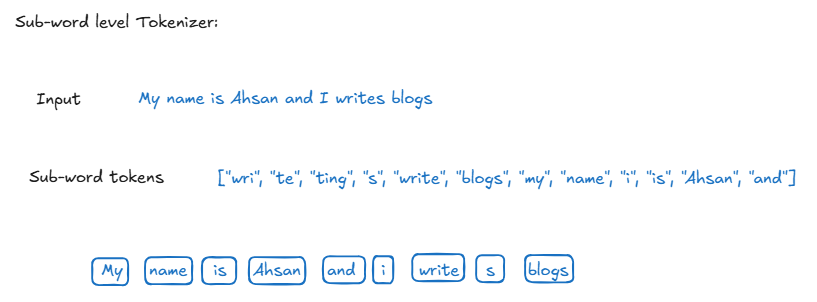 Sub-word level Tokenizer:
Input My name is Ahsan and I writes blogs
Sub-word tokens ["wri", "te", "ting", "s", "write", "blogs", "my", "name", "i", "is", "Ahsan", "and"]
My name is Ahsan and i write s blogs